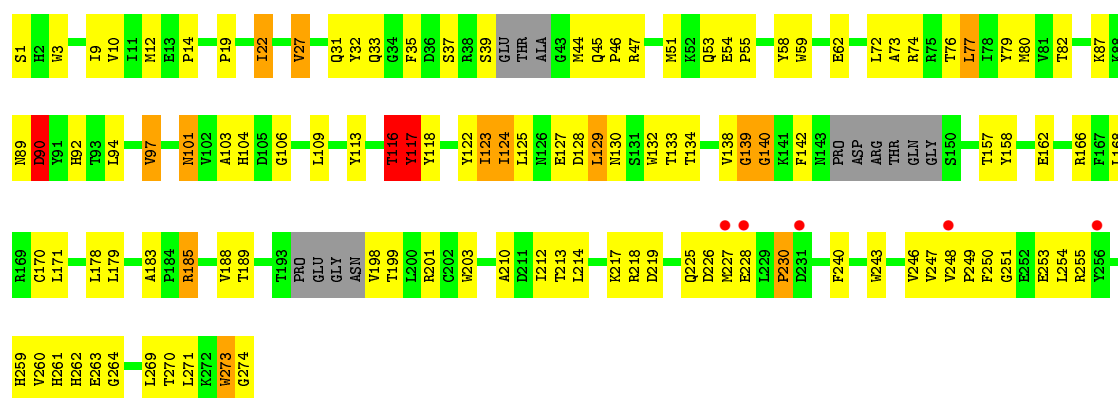 S1 H2 W3 I9 V10 I11 M12 E13 P14 P19 I22 V27 Q31 Y32 Q33 G34 F35 D36 S37 R38 S39 GLU THR ALA G43 M44 Q45 P46 R47 M51 K52 Q53 E54 P55 Y58 W59 E62 L72 A73 R74 R75 T76 L77 I78 Y79 M80 V81 T82 K87 K88
N89 D90 Y91 H92 T93 I94 V97 N101 V102 A103 H104 D105 G106 L109 Y113 T116 Y117 Y118 Y122 I123 I124 L125 N126 E127 D128 L129 N130 S131 W132 T133 T134 V138 G139 G140 K141 F142 N143 PRO ASP ARG THR GLN GLY S150 T157 Y158 E162 R166 F167 L168
R169 C170 L171 L178 L179 A183 P184 R185 V188 T189 T193 PRO GLU GLY ASN V198 T199 L200 R201 C202 W203 A210 D211 I212 T213 L214 K217 R218 D219 Q225 D226 M227 E228 L229 P230 D231 F240 W243 V246 V247 V248 P249 F250 G251 E252 E253 L254 R255 Y256
H259 V260 H261 H262 E263 G264 L269 T270 L271 K272 W273 G274